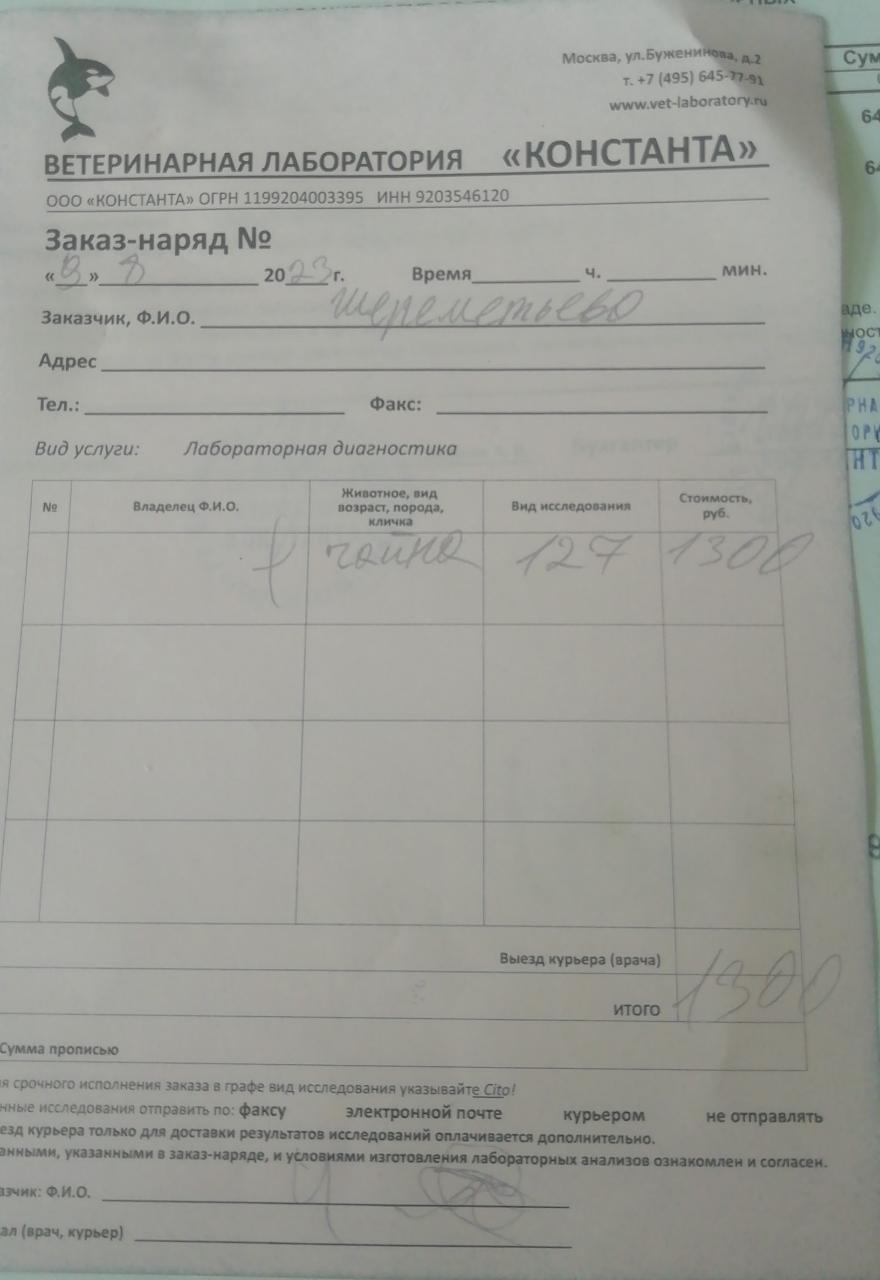 Москва, ул.Буженинова, д.2
т. +7 (495) 645-77-91
www.vet-laboratory.ru
ВЕТЕРИНАРНАЯ ЛАБОРАТОРИЯ «КОНСТАНТА»
ООО «КОНСТАНТА» ОГРН 1199204003395 ИНН 9203546120
Заказ-наряд №
« 9 » 8 2023г. Время ч. мин.
Заказчик, Ф.И.О. Шереметьево
Адрес
Тел.: Факс:
Вид услуги: Лабораторная диагностика
№ Владелец Ф.И.О. Животное, вид возраст, порода, кличка Вид исследования Стоимость, руб.
чайна 127 1300
Выезд курьера (врача)
ИТОГО 1300
Сумма прописью
я срочного исполнения заказа в графе вид исследования указывайте Cito!
нные исследования отправить по: факсу электронной почте курьером не отправлять
езд курьера только для доставки результатов исследований оплачивается дополнительно.
анными, указанными в заказ-наряде, и условиями изготовления лабораторных анализов ознакомлен и согласен.
азчик: Ф.И.О.
ал (врач, курьер)